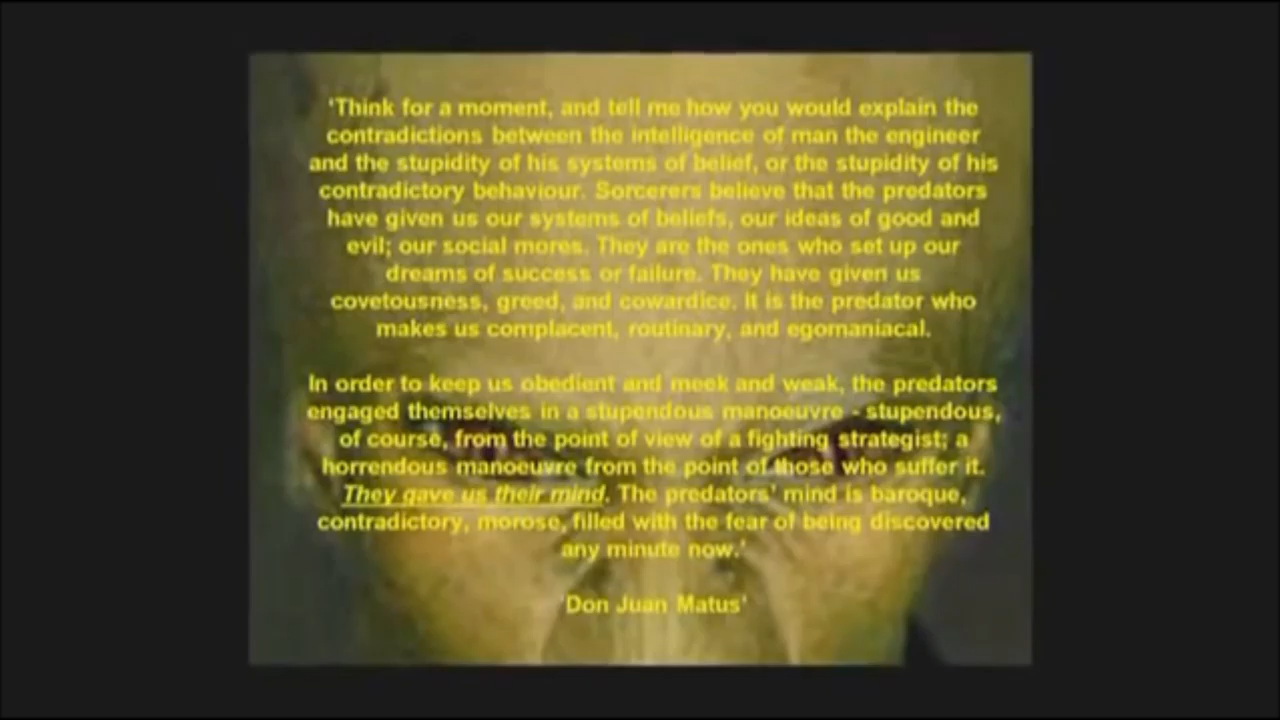 ‘Think for a moment, and tell me how you would explain the
contradictions between the intelligence of man the engineer
and the stupidity of his systems of belief, or the stupidity of his
contradictory behaviour. Sorcerers believe that the predators
have given us our systems of beliefs, our ideas of good and
evil; our social mores. They are the ones who set up our
dreams of success or failure. They have given us
covetousness, greed, and cowardice. It is the predator who
makes us complacent, routinary, and egomaniacal.
In order to keep us obedient and meek and weak, the predators
engaged themselves in a stupendous manoeuvre - stupendous,
of course, from the point of view of a fighting strategist; a
horrendous manoeuvre from the point of those who suffer it.
They gave us their mind. The predators’ mind is baroque,
contradictory, morose, filled with the fear of being discovered
any minute now.’
'Don Juan Matus'